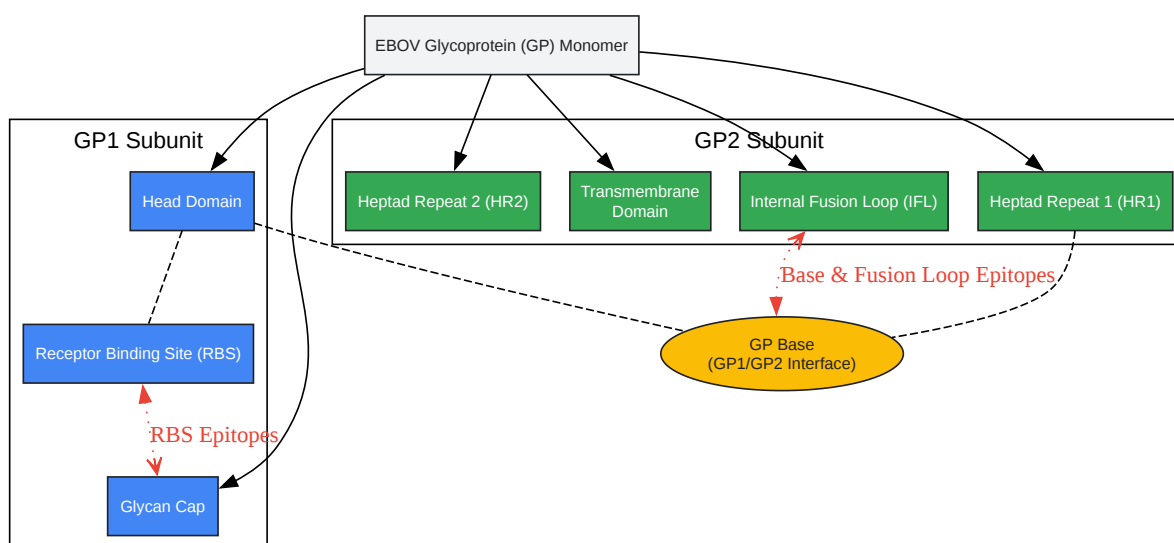 EBOV Glycoprotein (GP) Monomer
GP1 Subunit
GP2 Subunit
Head Domain
Heptad Repeat 2 (HR2)
Transmembrane
Domain
Internal Fusion Loop (IFL)
Heptad Repeat 1 (HR1)
Base & Fusion Loop Epitopes
Receptor Binding Site (RBS)
GP Base
(GP1/GP2 Interface)
RBS Epitopes
Glycan Cap